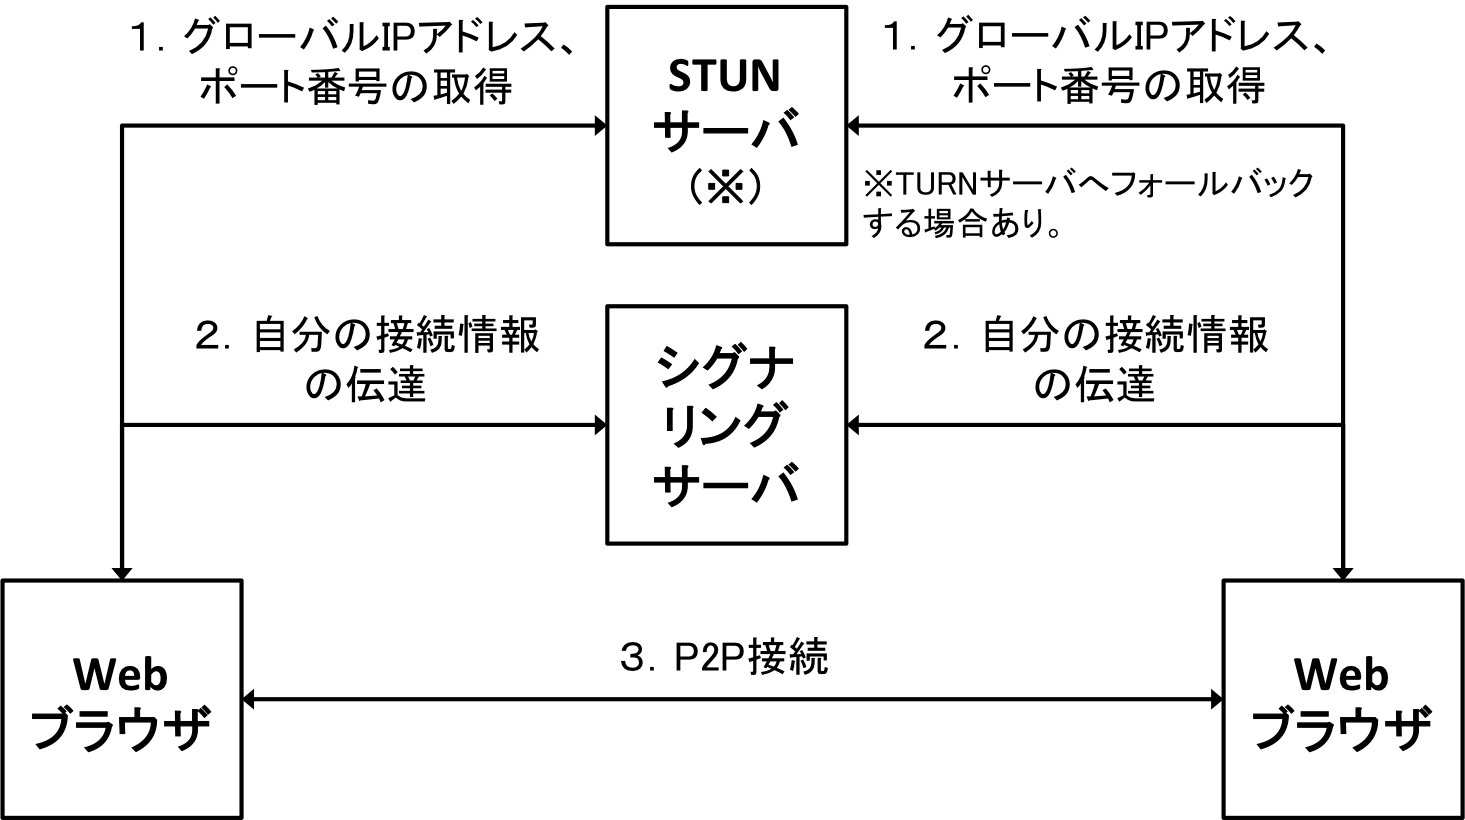 １．グローバルIPアドレス、
ポート番号の取得
STUN
サーバ
（※）
１．グローバルIPアドレス、
ポート番号の取得
※TURNサーバへフォールバック
する場合あり。
２．自分の接続情報
の伝達
シグナ
リング
サーバ
２．自分の接続情報
の伝達
３．P2P接続
Web
ブラウザ
Web
ブラウザ